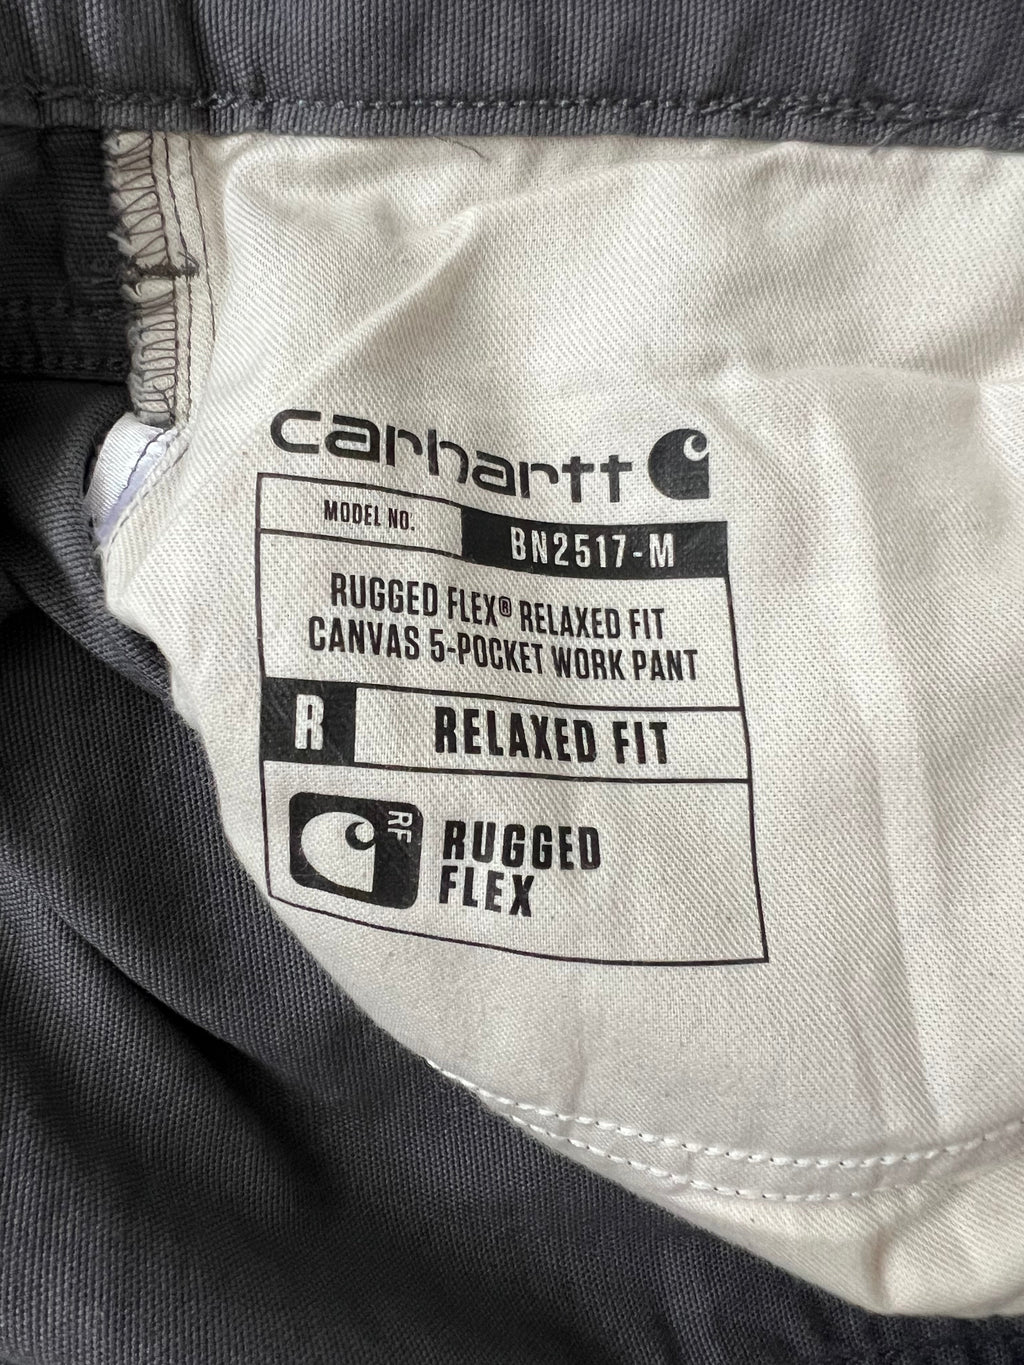 carhartt
MODEL NO. BN2517-M
RUGGED FLEX® RELAXED FIT
CANVAS 5-POCKET WORK PANT
R RELAXED FIT
RF
RUGGED
FLEX